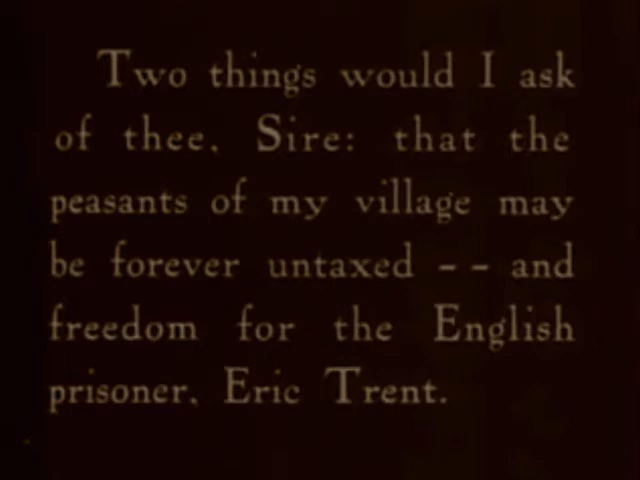 Two things would I ask
of thee, Sire: that the
peasants of my village may
be forever untaxed -- and
freedom for the English
prisoner, Eric Trent.